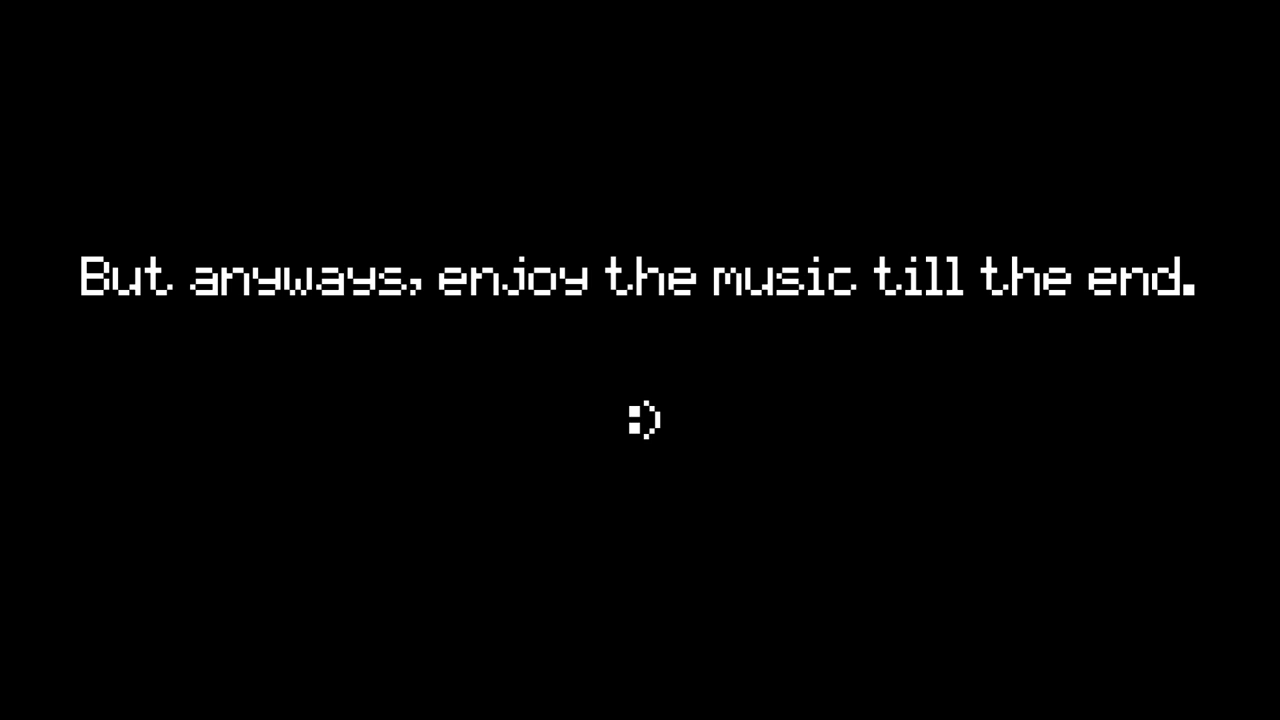 But anyways, enjoy the music till the end.
:)